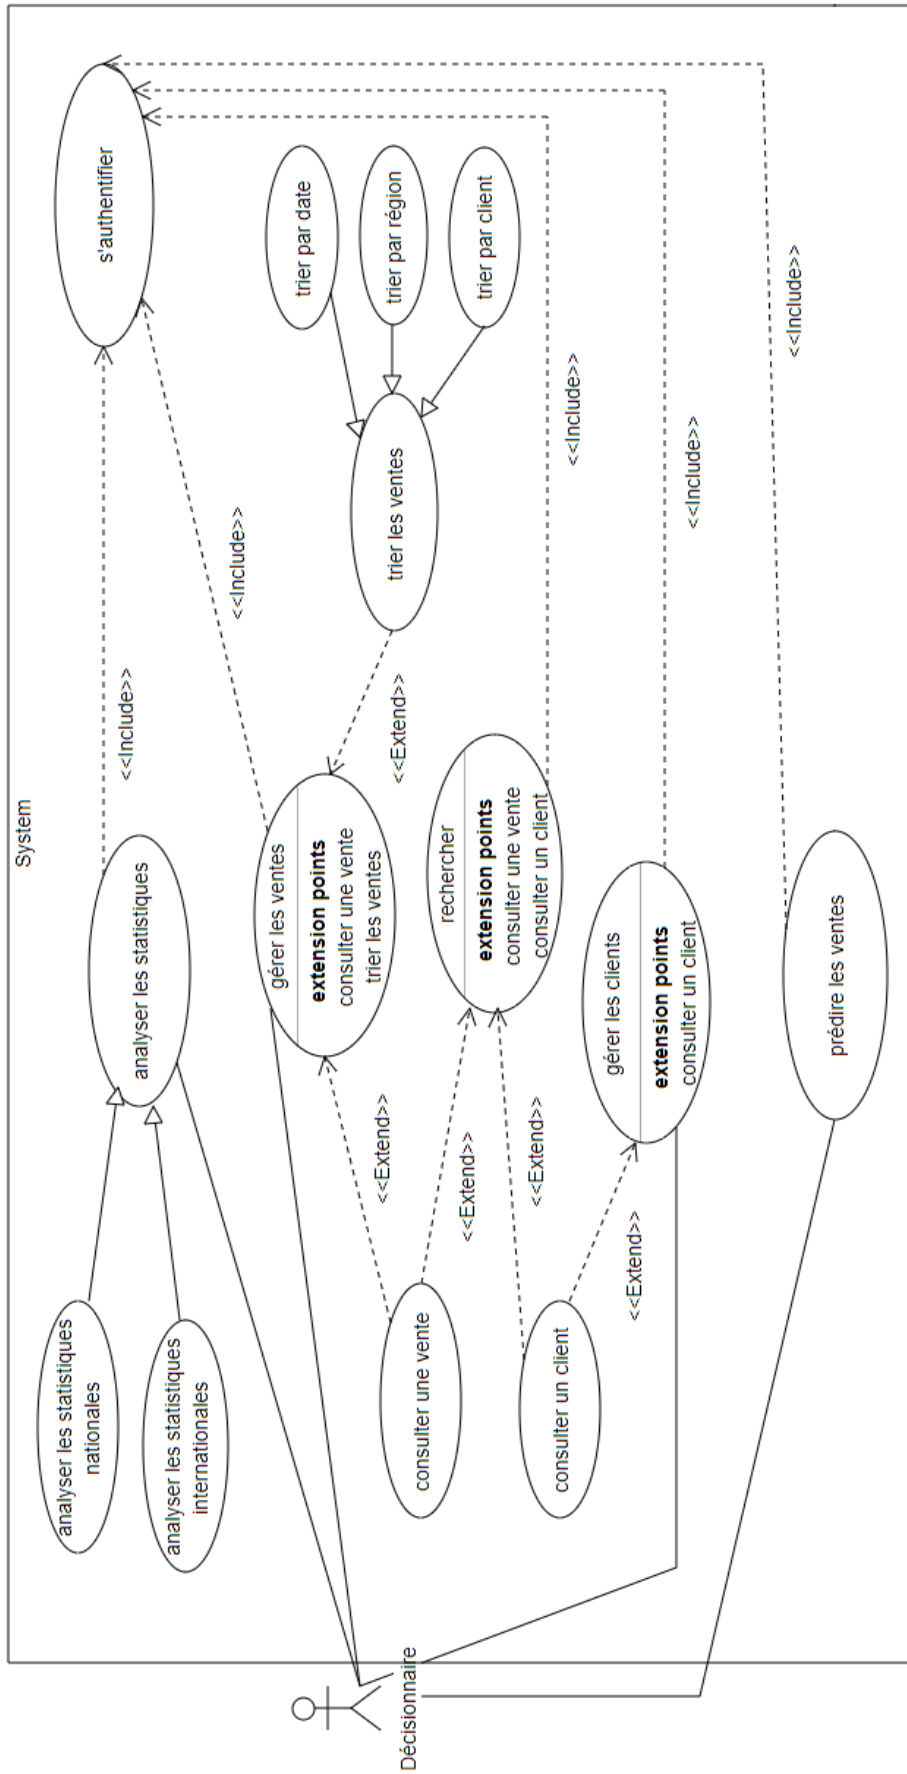 System
analyser les statistiques
nationales
analyser les statistiques
internationales
analyser les statistiques
<<Include>>
s'authentifier
gérer les ventes
extension points
consulter une vente
trier les ventes
<<Include>>
<<Extend>>
trier les ventes
trier par date
trier par région
trier par client
Décisionnaire
consulter une vente
<<Extend>>
<<Extend>>
rechercher
extension points
consulter une vente
consulter un client
<<Include>>
consulter un client
<<Extend>>
<<Extend>>
gérer les clients
extension points
consulter un client
<<Include>>
prédire les ventes
<<Include>>